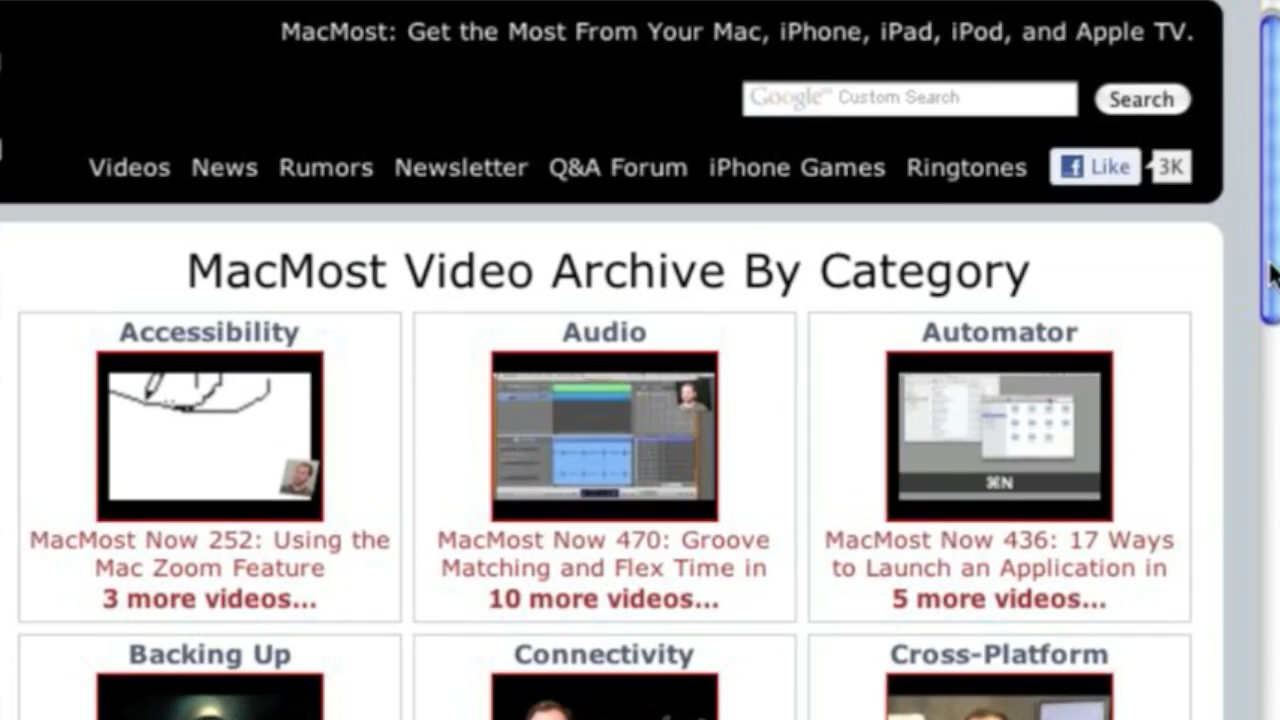 MacMost: Get the Most From Your Mac, iPhone, iPad, iPod, and Apple TV.
Google™ Custom Search
Search
Videos News Rumors Newsletter Q&A Forum iPhone Games Ringtones Like 3K
MacMost Video Archive By Category
Accessibility
MacMost Now 252: Using the
Mac Zoom Feature
3 more videos...
Audio
MacMost Now 470: Groove
Matching and Flex Time in
10 more videos...
Automator
⌘N
MacMost Now 436: 17 Ways
to Launch an Application in
5 more videos...
Backing Up
Connectivity
Cross-Platform